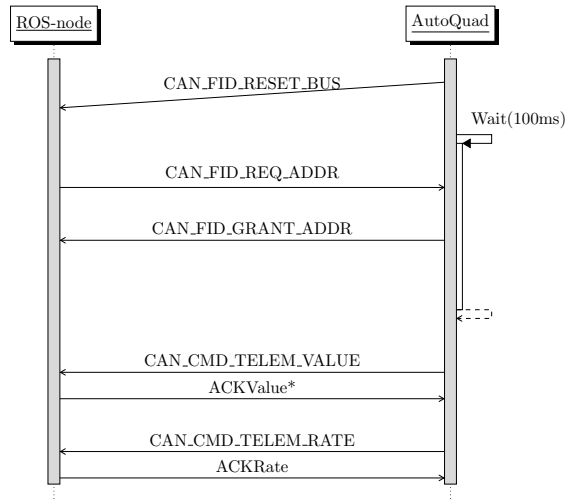 ROS-node
AutoQuad
CAN_FID_RESET_BUS
Wait(100ms)
CAN_FID_REQ_ADDR
CAN_FID_GRANT_ADDR
CAN_CMD_TELEM_VALUE
ACKValue*
CAN_CMD_TELEM_RATE
ACKRate